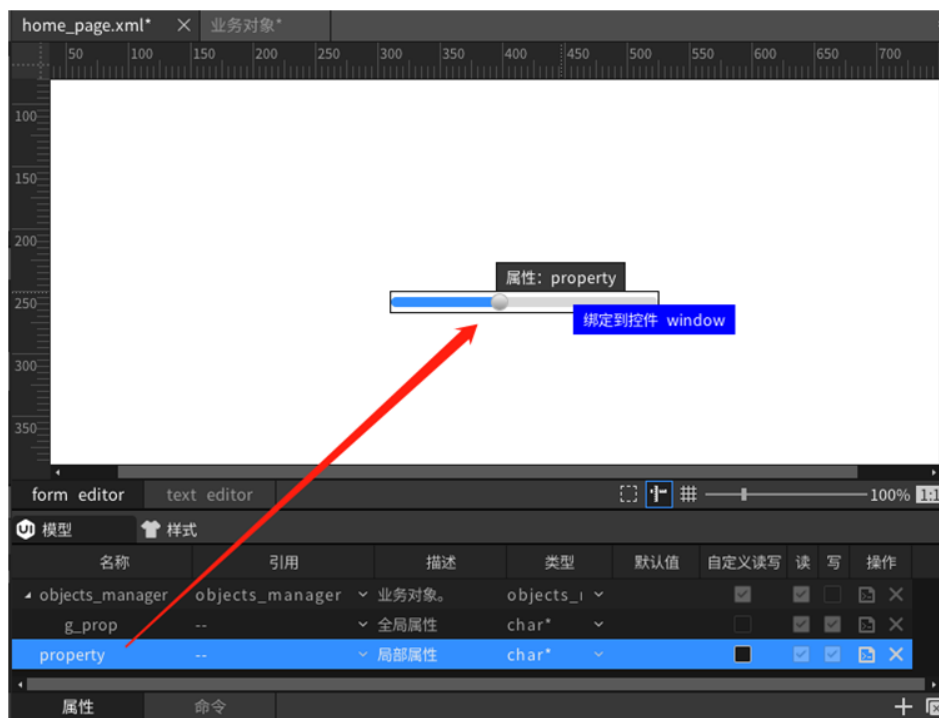 home_page.xml* × 业务对象*
50 100 150 200 250 300 350 400 450 500 550 600 650 700
100
150
200
属性: property
250
绑定到控件 window
300
350
form editor text editor 100% 1:1
UI 模型 样式
名称 引用 描述 类型 默认值 自定义读写 读 写 操作
objects_manager objects_manager 业务对象。 objects_
g_prop -- 全局属性 char*
property -- 局部属性 char*
属性 命令